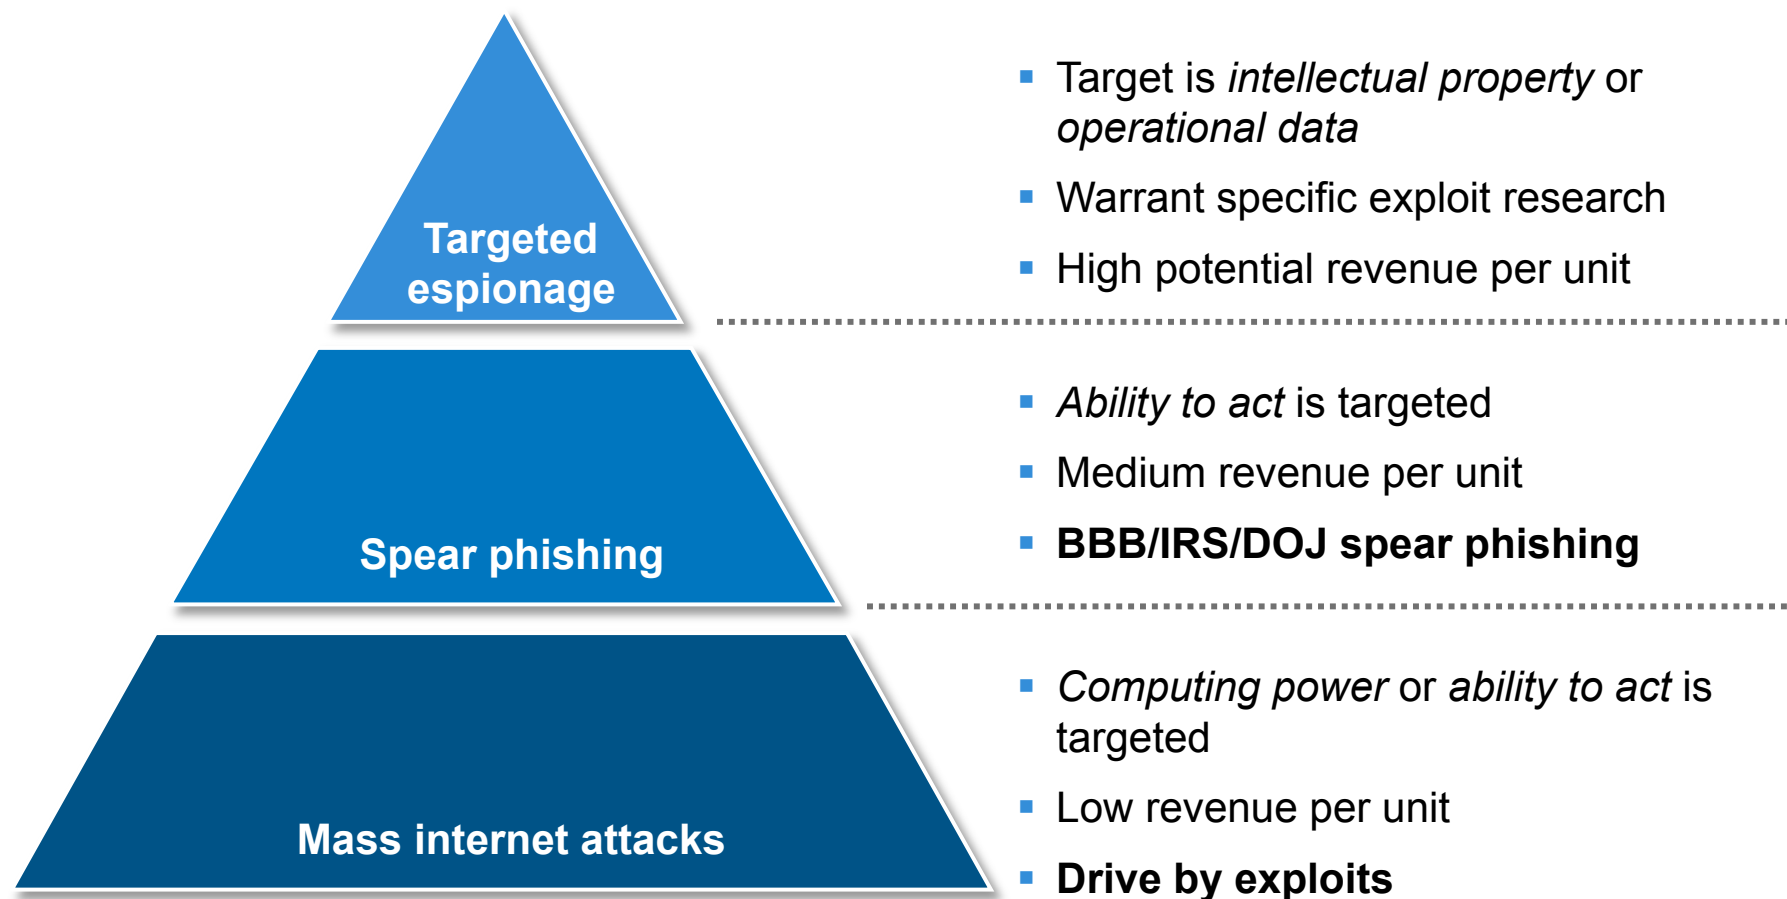 Targeted
espionage
▪ Target is intellectual property or
operational data
▪ Warrant specific exploit research
▪ High potential revenue per unit
Spear phishing
▪ Ability to act is targeted
▪ Medium revenue per unit
▪ BBB/IRS/DOJ spear phishing
Mass internet attacks
▪ Computing power or ability to act is
targeted
▪ Low revenue per unit
▪ Drive by exploits